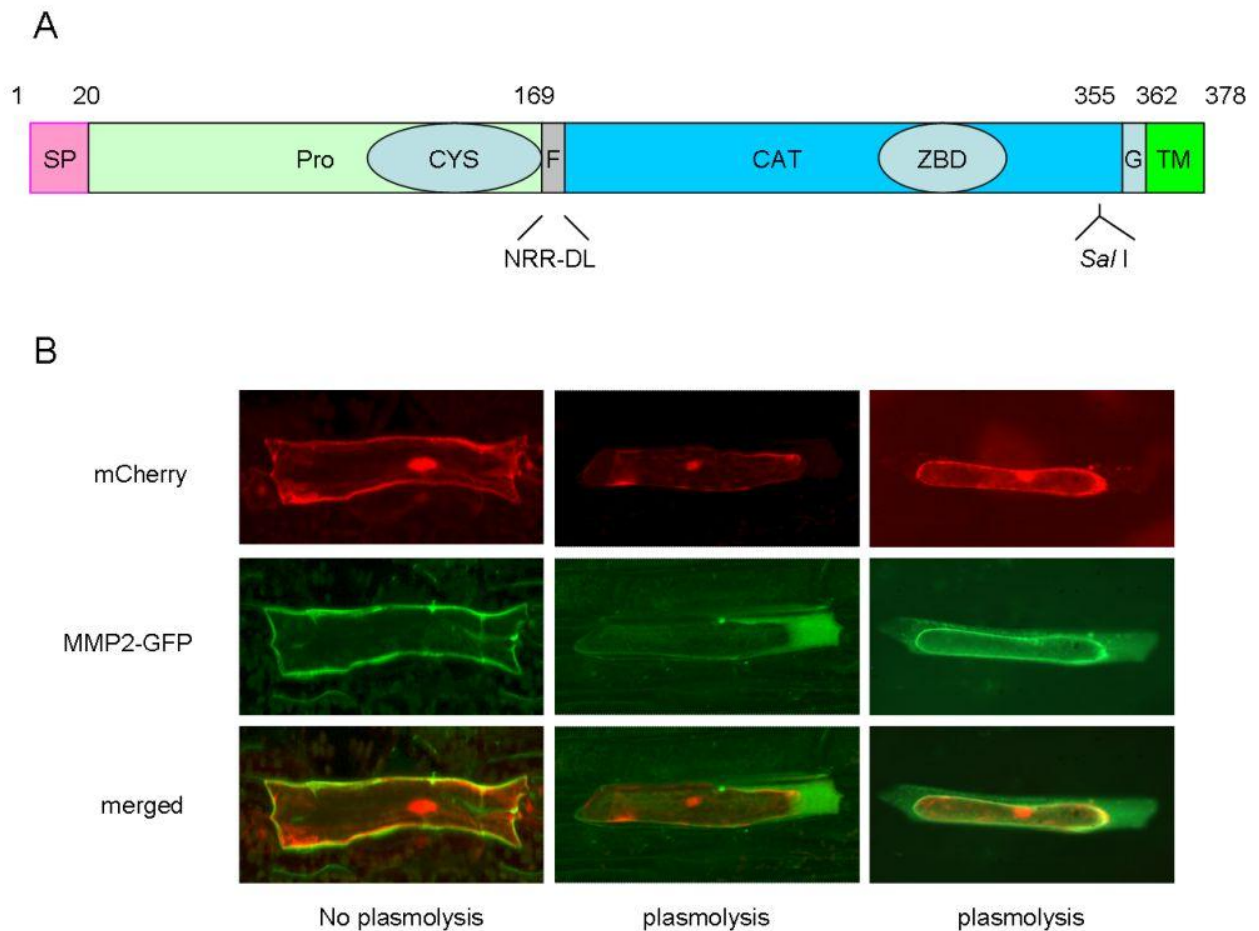 A
1 20 169 355 362 378
SP Pro CYS F CAT ZBD G TM
NRR-DL Sal I
B
mCherry
MMP2-GFP
merged
No plasmolysis plasmolysis plasmolysis